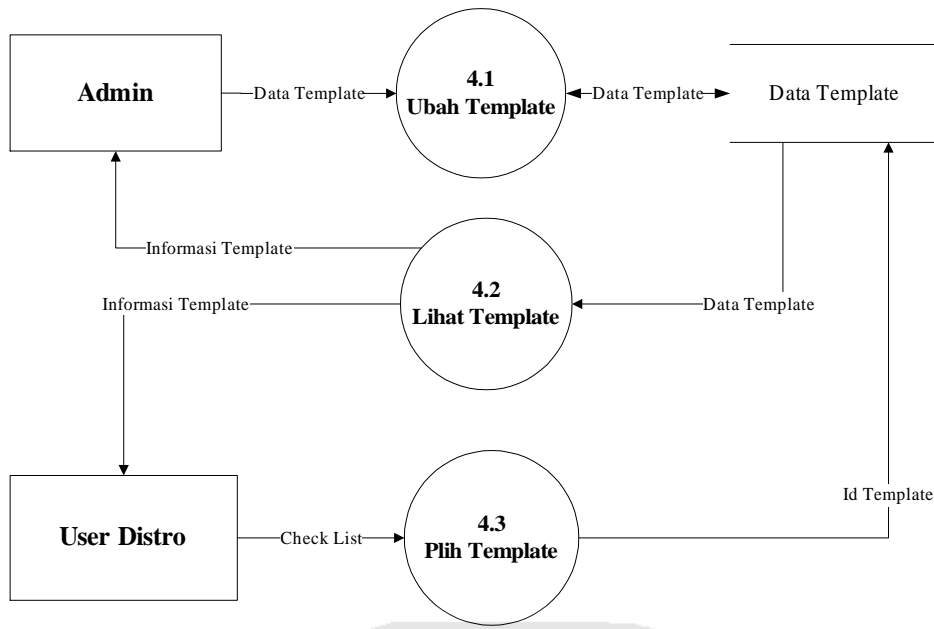 Admin
Data Template
4.1
Ubah Template
Data Template
Data Template
Informasi Template
Informasi Template
4.2
Lihat Template
Data Template
Id Template
User Distro
Check List
4.3
Plih Template